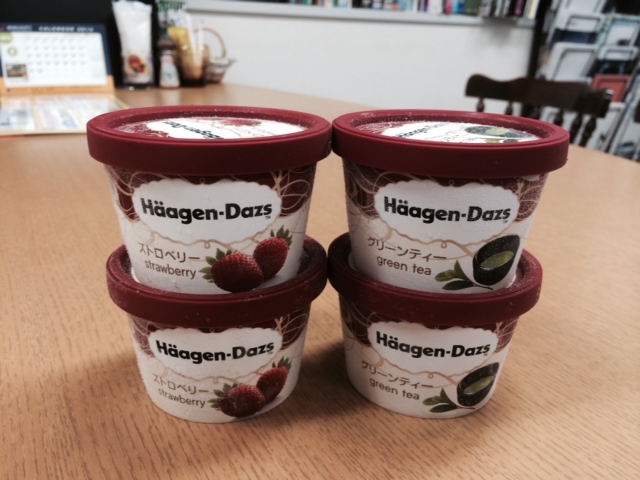 Häagen-Dazs
ストロベリー
strawberry
Häagen-Dazs
グリーンティー
green tea
Häagen-Dazs
ストロベリー
strawberry
Häagen-Dazs
グリーンティー
green tea